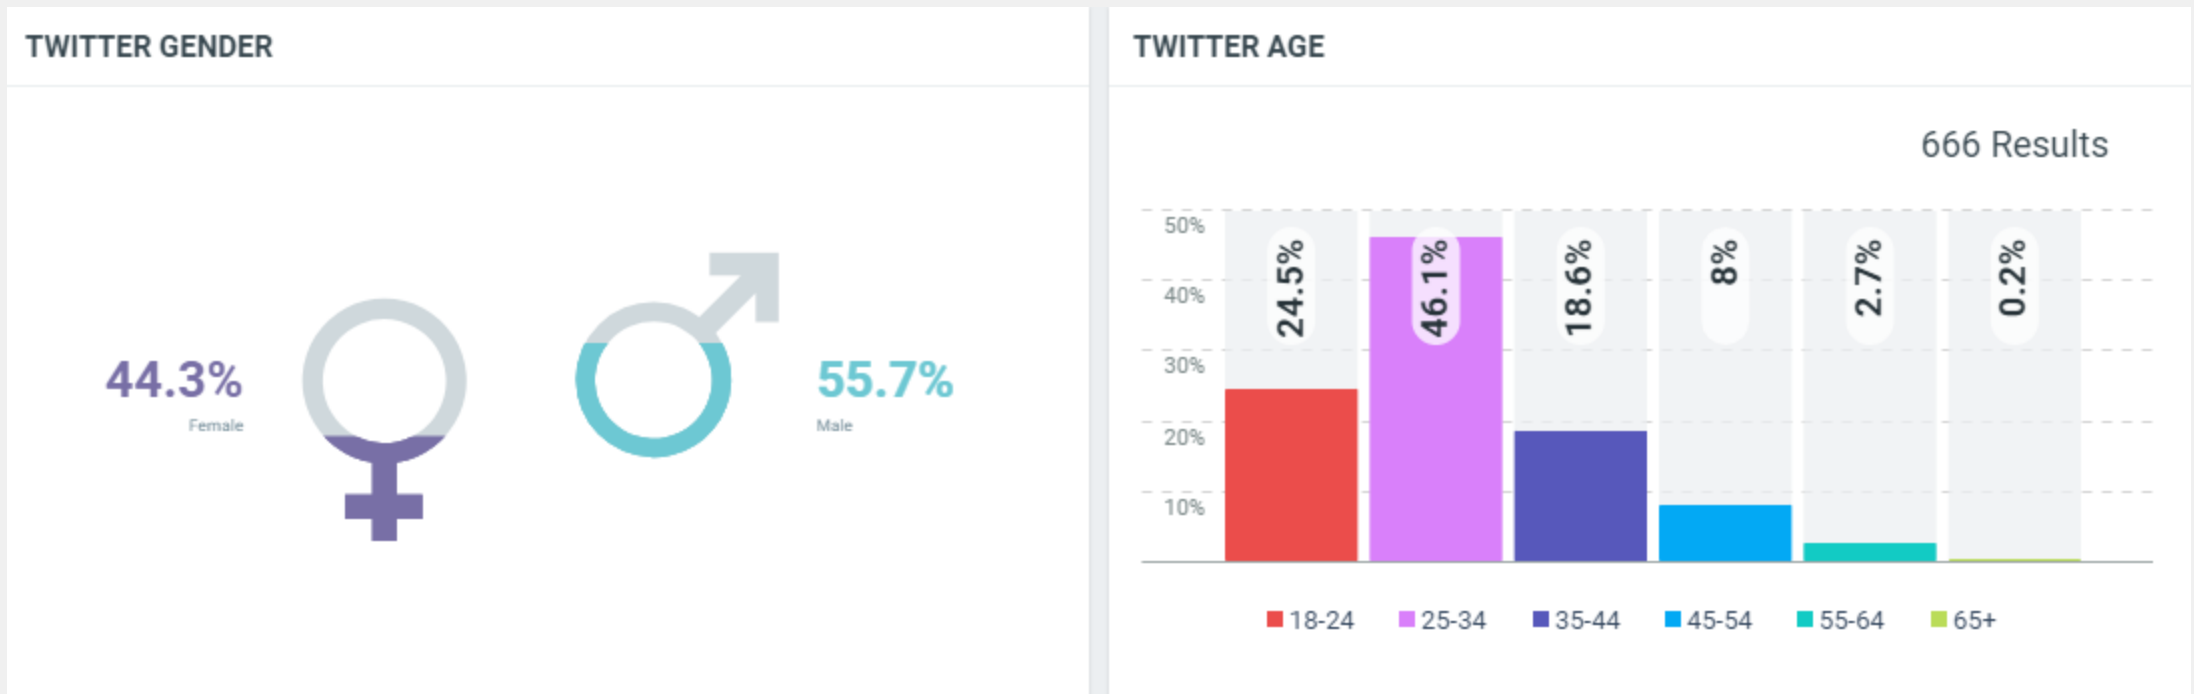 TWITTER GENDER
44.3%
Female
55.7%
Male
TWITTER AGE
666 Results
50%
40%
30%
20%
10%
24.5%
46.1%
18.6%
8%
2.7%
0.2%
18-24 25-34 35-44 45-54 55-64 65+